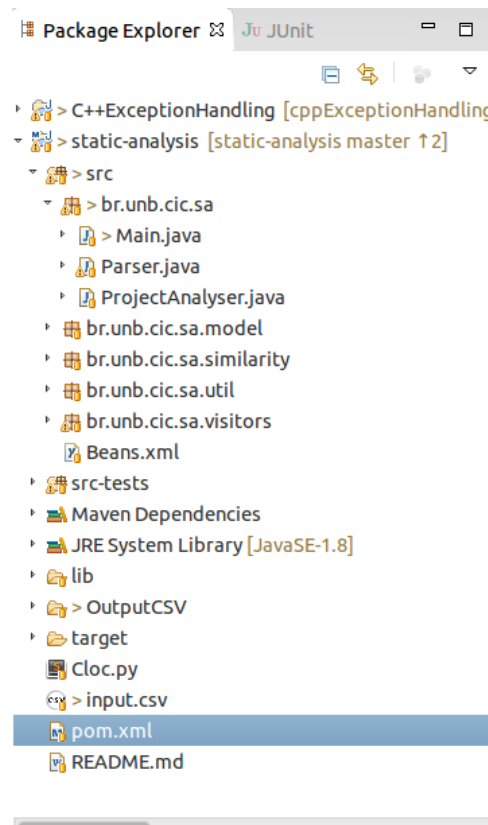 Package Explorer JUnit
> C++ExceptionHandling [cppExceptionHandling
> static-analysis [static-analysis master ↑2]
> src
> br.unb.cic.sa
> Main.java
Parser.java
ProjectAnalyser.java
br.unb.cic.sa.model
br.unb.cic.sa.similarity
br.unb.cic.sa.util
br.unb.cic.sa.visitors
Beans.xml
src-tests
Maven Dependencies
JRE System Library [JavaSE-1.8]
lib
> OutputCSV
target
Cloc.py
> input.csv
pom.xml
README.md